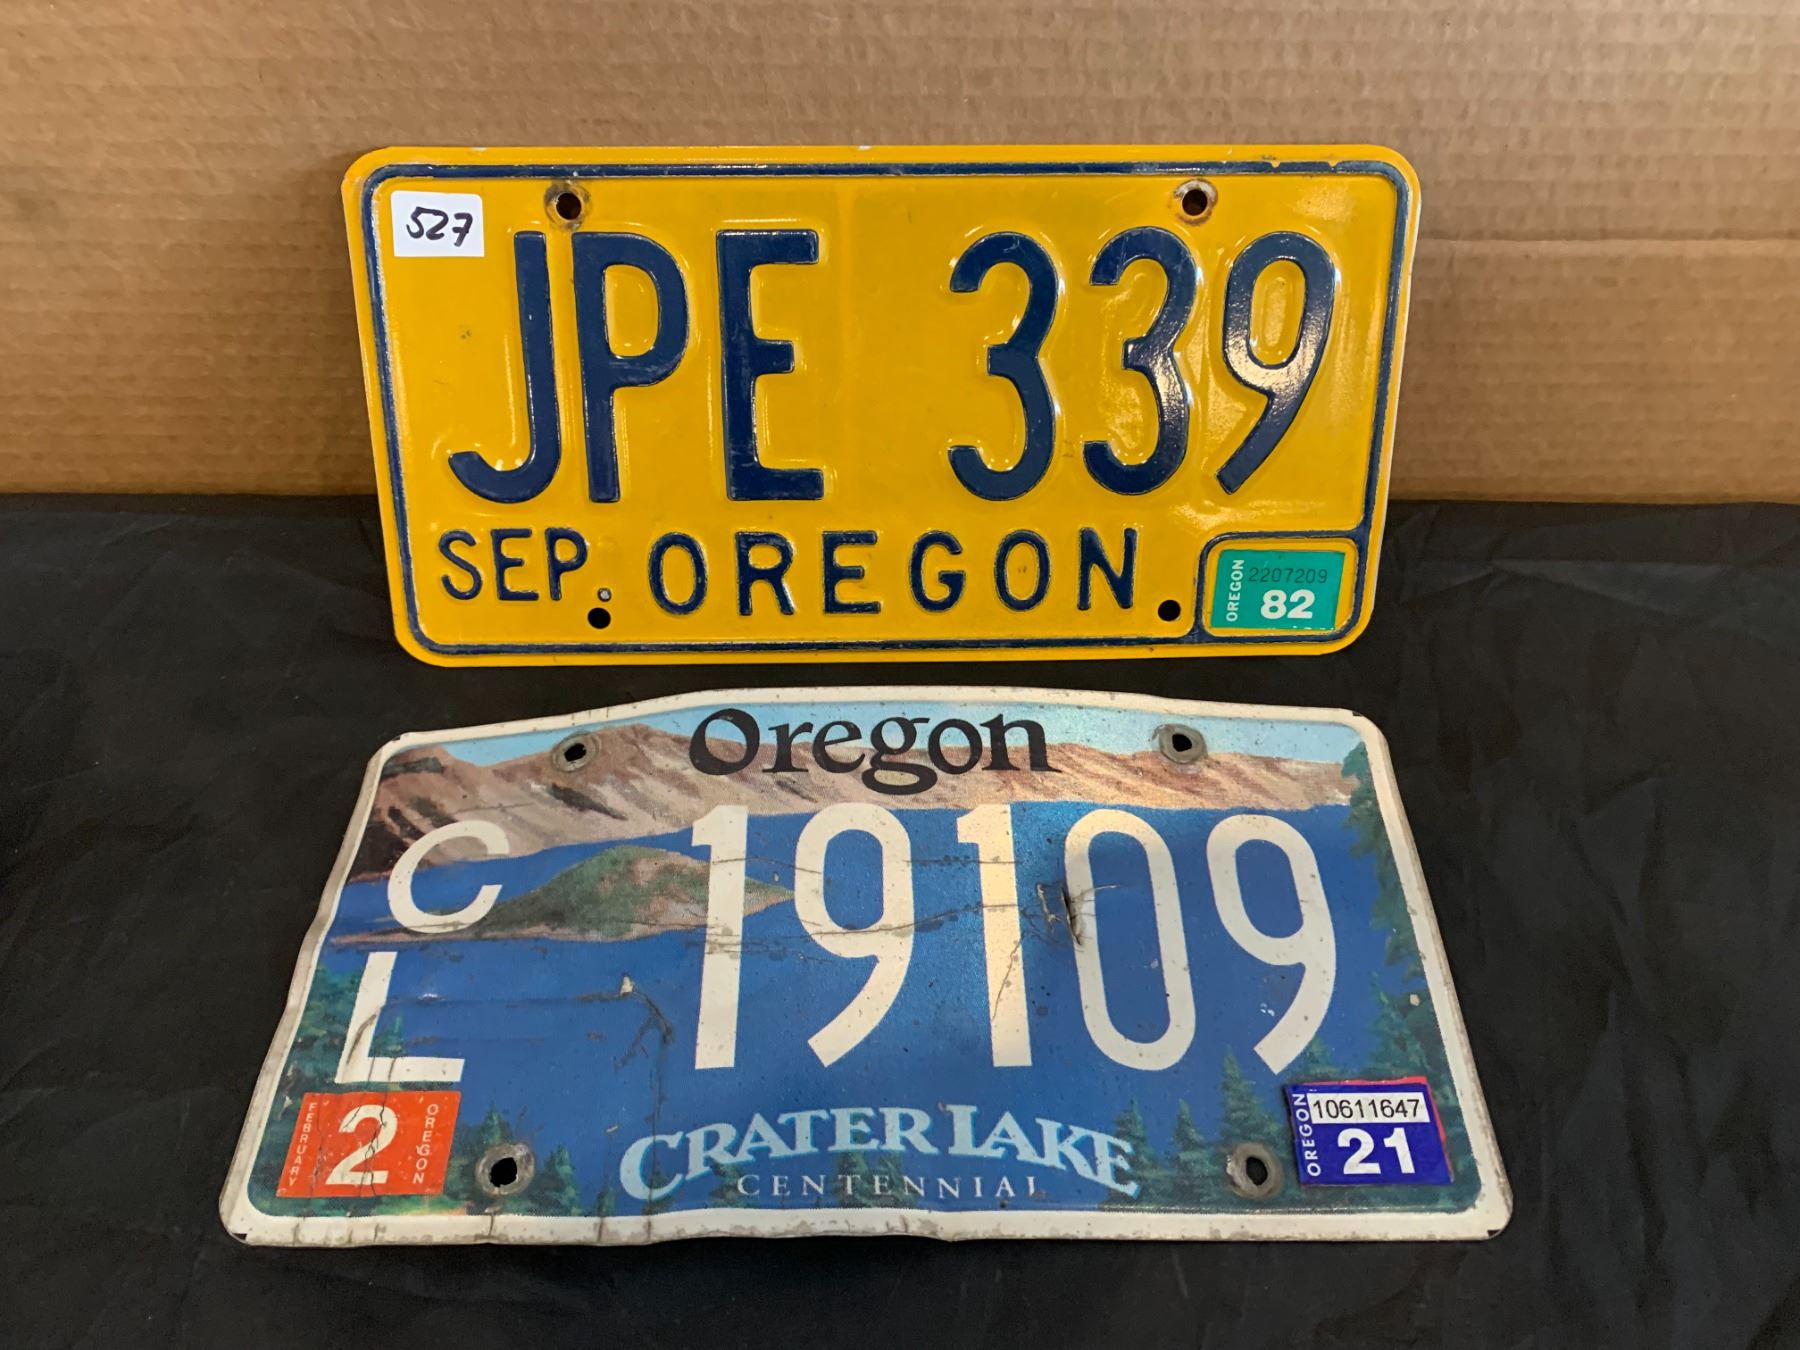 527
JPE 339
SEP. OREGON
OREGON
2207209
82
Oregon
CL 19109
2
FEBRUARY
OREGON
CRATER LAKE
CENTENNIAL
OREGON
10611647
21